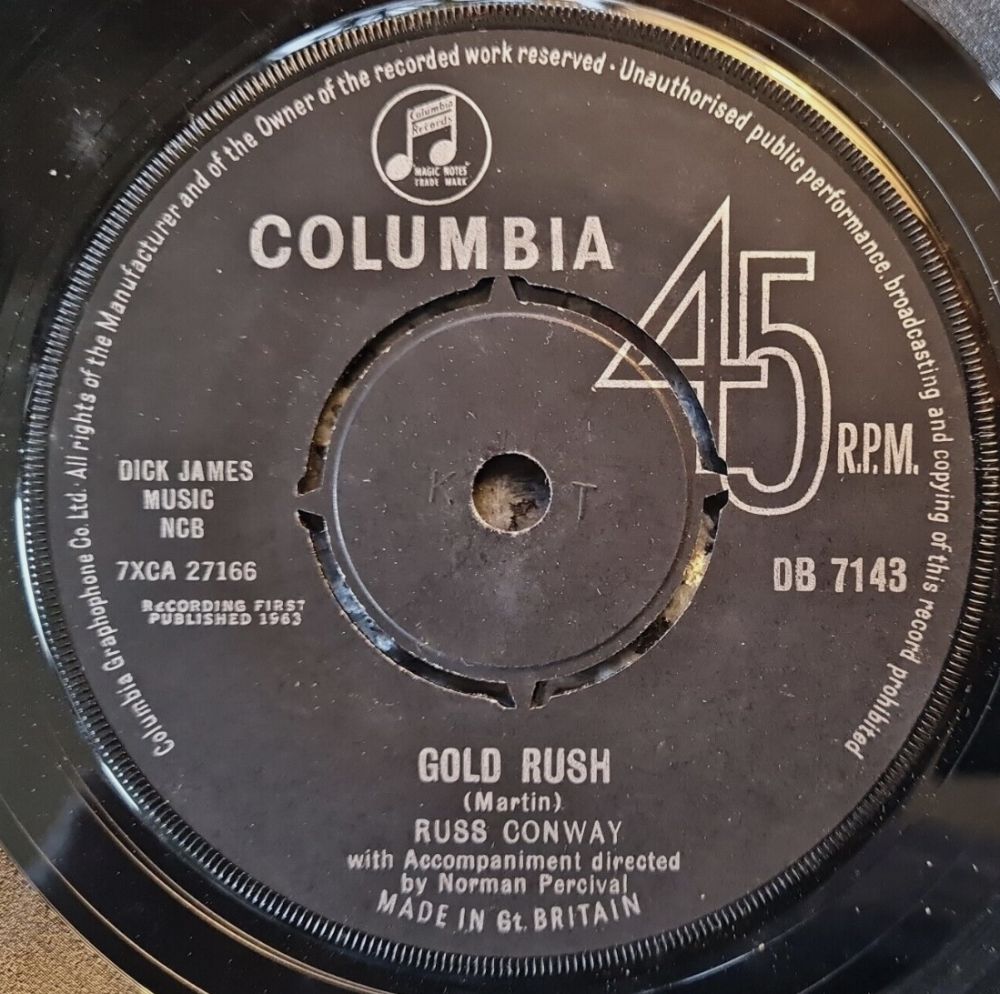 Columbia Graphophone Co. Ltd. All rights of the Manufacturer and of the Owner of the recorded work reserved · Unauthorised public performance, broadcasting and copying of this record prohibited
Columbia
Records
MAGIC NOTES
TRADE MARK
COLUMBIA
45
R.P.M.
DICK JAMES
MUSIC
NCB
7XCA 27166
RECORDING FIRST
PUBLISHED 1963
K T
DB 7143
GOLD RUSH
(Martin)
RUSS CONWAY
with Accompaniment directed
by Norman Percival
MADE IN Gt. BRITAIN